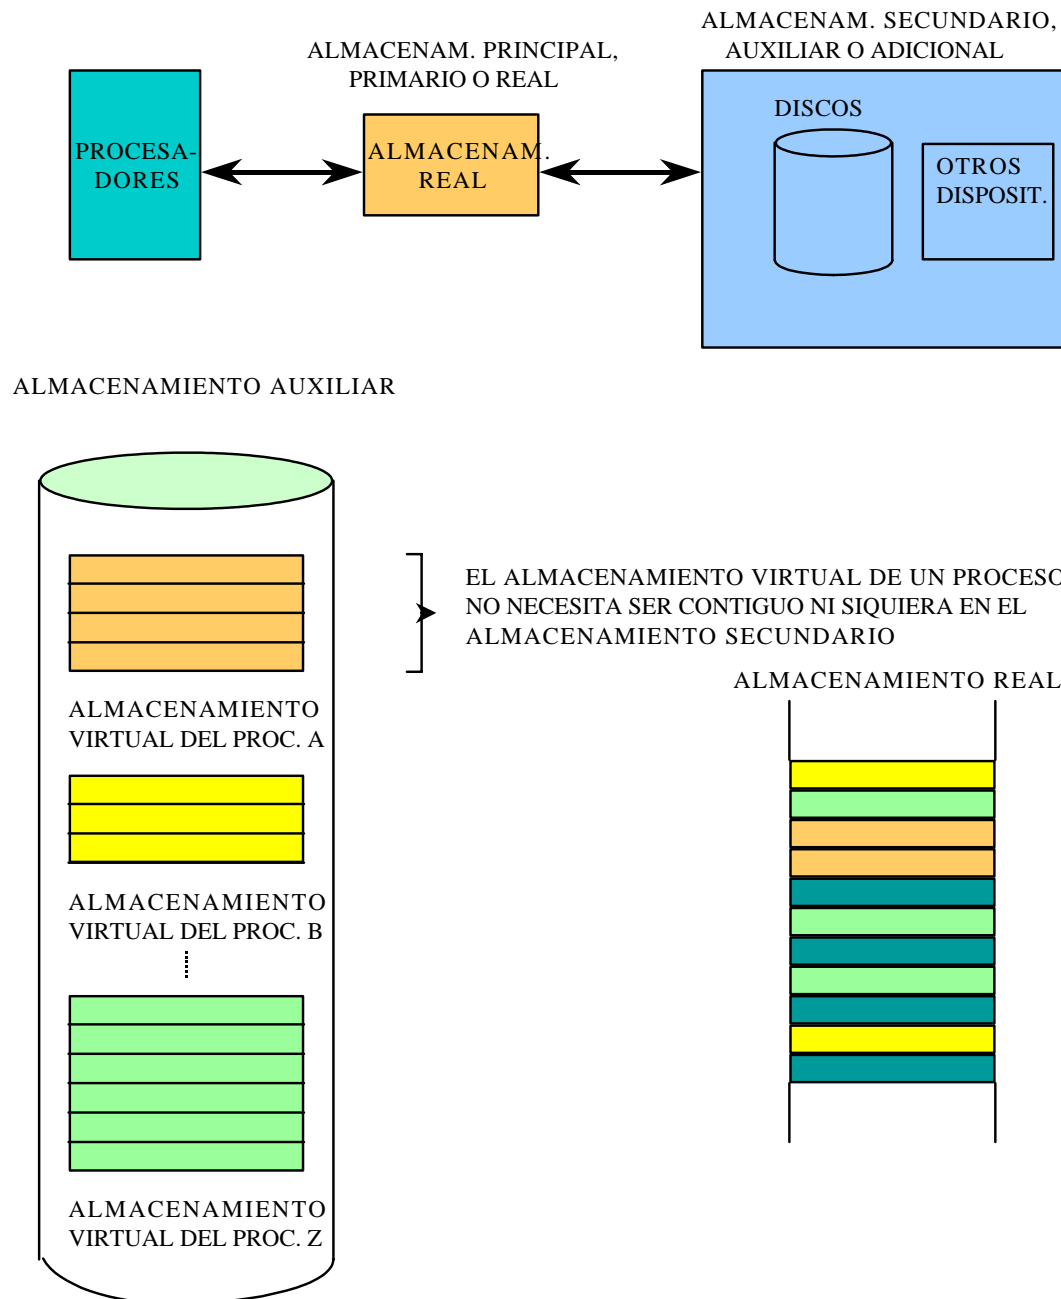 ALMACENAM. SECUNDARIO,
AUXILIAR O ADICIONAL
ALMACENAM. PRINCIPAL,
PRIMARIO O REAL
DISCOS
PROCESA-
DORES
ALMACENAM.
REAL
OTROS
DISPOSIT.
ALMACENAMIENTO AUXILIAR
EL ALMACENAMIENTO VIRTUAL DE UN PROCESO
NO NECESITA SER CONTIGUO NI SIQUIERA EN EL
ALMACENAMIENTO SECUNDARIO
ALMACENAMIENTO REAL
ALMACENAMIENTO
VIRTUAL DEL PROC. A
ALMACENAMIENTO
VIRTUAL DEL PROC. B
ALMACENAMIENTO
VIRTUAL DEL PROC. Z